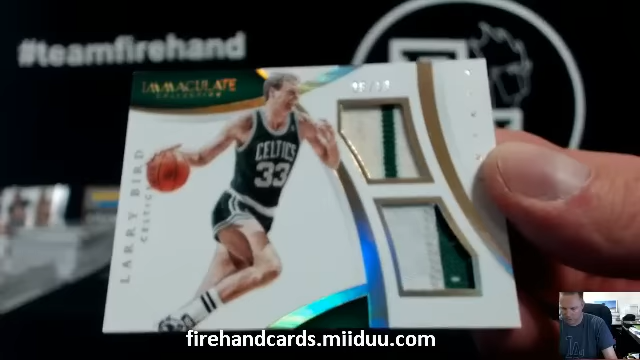 #teamfirehand
IMMACULATE
COLLECTION
LARRY BIRD
CELTICS
CELTICS
33
firehandcards.miiduu.com